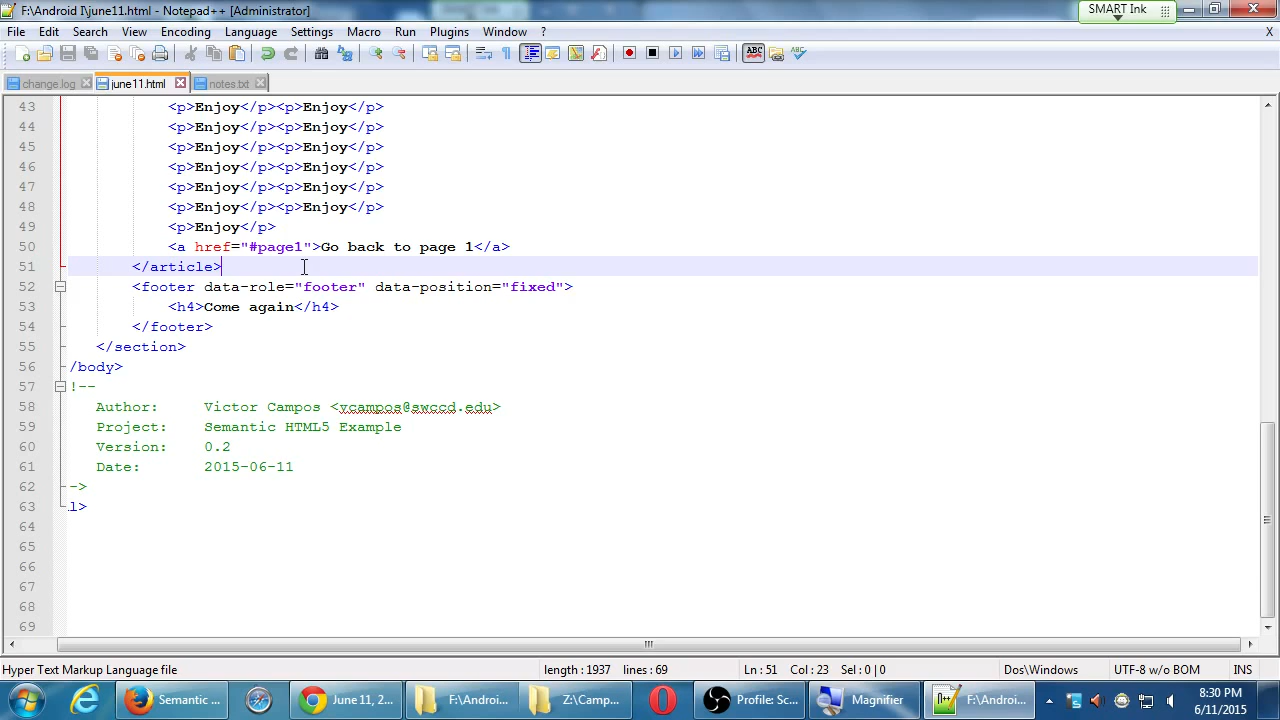 F:\Android I\june11.html - Notepad++ [Administrator]
SMART Ink
File Edit Search View Encoding Language Settings Macro Run Plugins Window ? X
change.log june11.html notes.txt
43 <p>Enjoy</p><p>Enjoy</p>
44 <p>Enjoy</p><p>Enjoy</p>
45 <p>Enjoy</p><p>Enjoy</p>
46 <p>Enjoy</p><p>Enjoy</p>
47 <p>Enjoy</p><p>Enjoy</p>
48 <p>Enjoy</p><p>Enjoy</p>
49 <p>Enjoy</p>
50 <a href="#page1">Go back to page 1</a>
51 </article>
52 <footer data-role="footer" data-position="fixed">
53 <h4>Come again</h4>
54 </footer>
55 </section>
56 /body>
57 !--
58 Author: Victor Campos <vcampos@swccd.edu>
59 Project: Semantic HTML5 Example
60 Version: 0.2
61 Date: 2015-06-11
62 ->
63 l>
64
65
66
67
68
69
Hyper Text Markup Language file length : 1937 lines : 69 Ln : 51 Col : 23 Sel : 0 | 0 Dos\Windows UTF-8 w/o BOM INS
Semantic ... June 11, 2... F:\Androi... Z:\Camp... Profile: Sc... Magnifier F:\Androi... 8:30 PM
6/11/2015